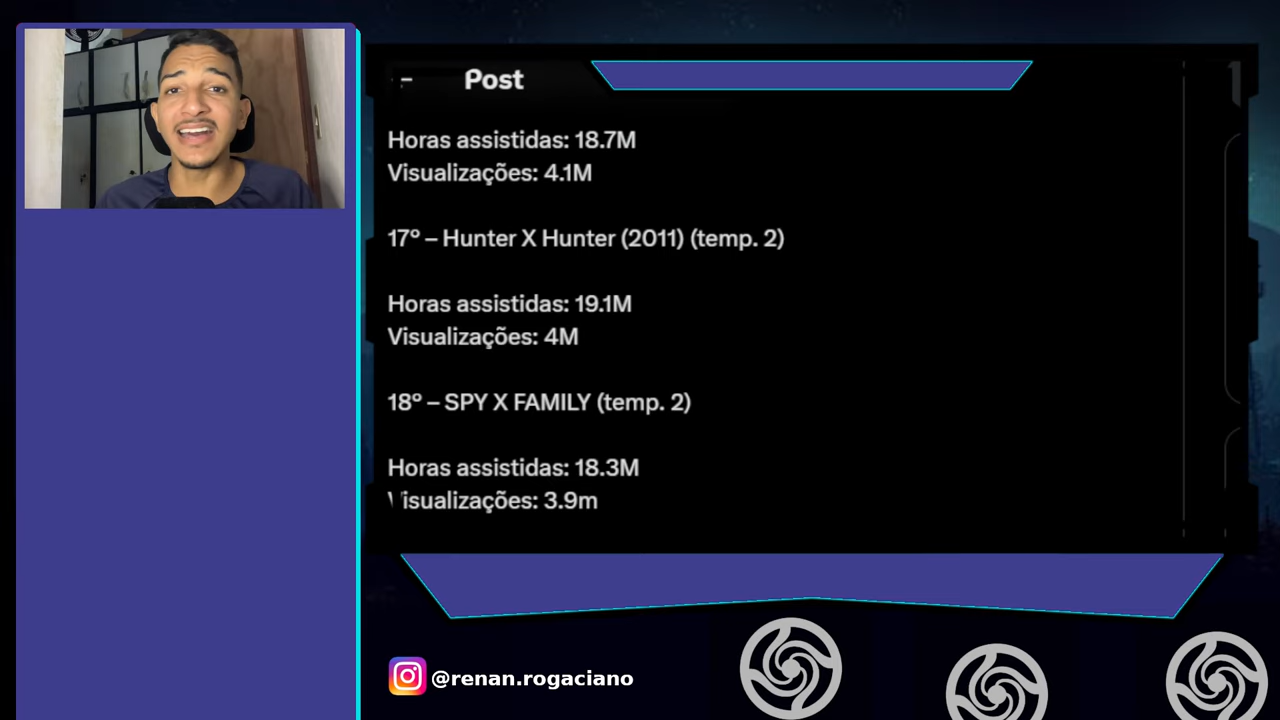 Post
Horas assistidas: 18.7M
Visualizações: 4.1M
17º – Hunter X Hunter (2011) (temp. 2)
Horas assistidas: 19.1M
Visualizações: 4M
18º – SPY X FAMILY (temp. 2)
Horas assistidas: 18.3M
Visualizações: 3.9m
@renan.rogaciano